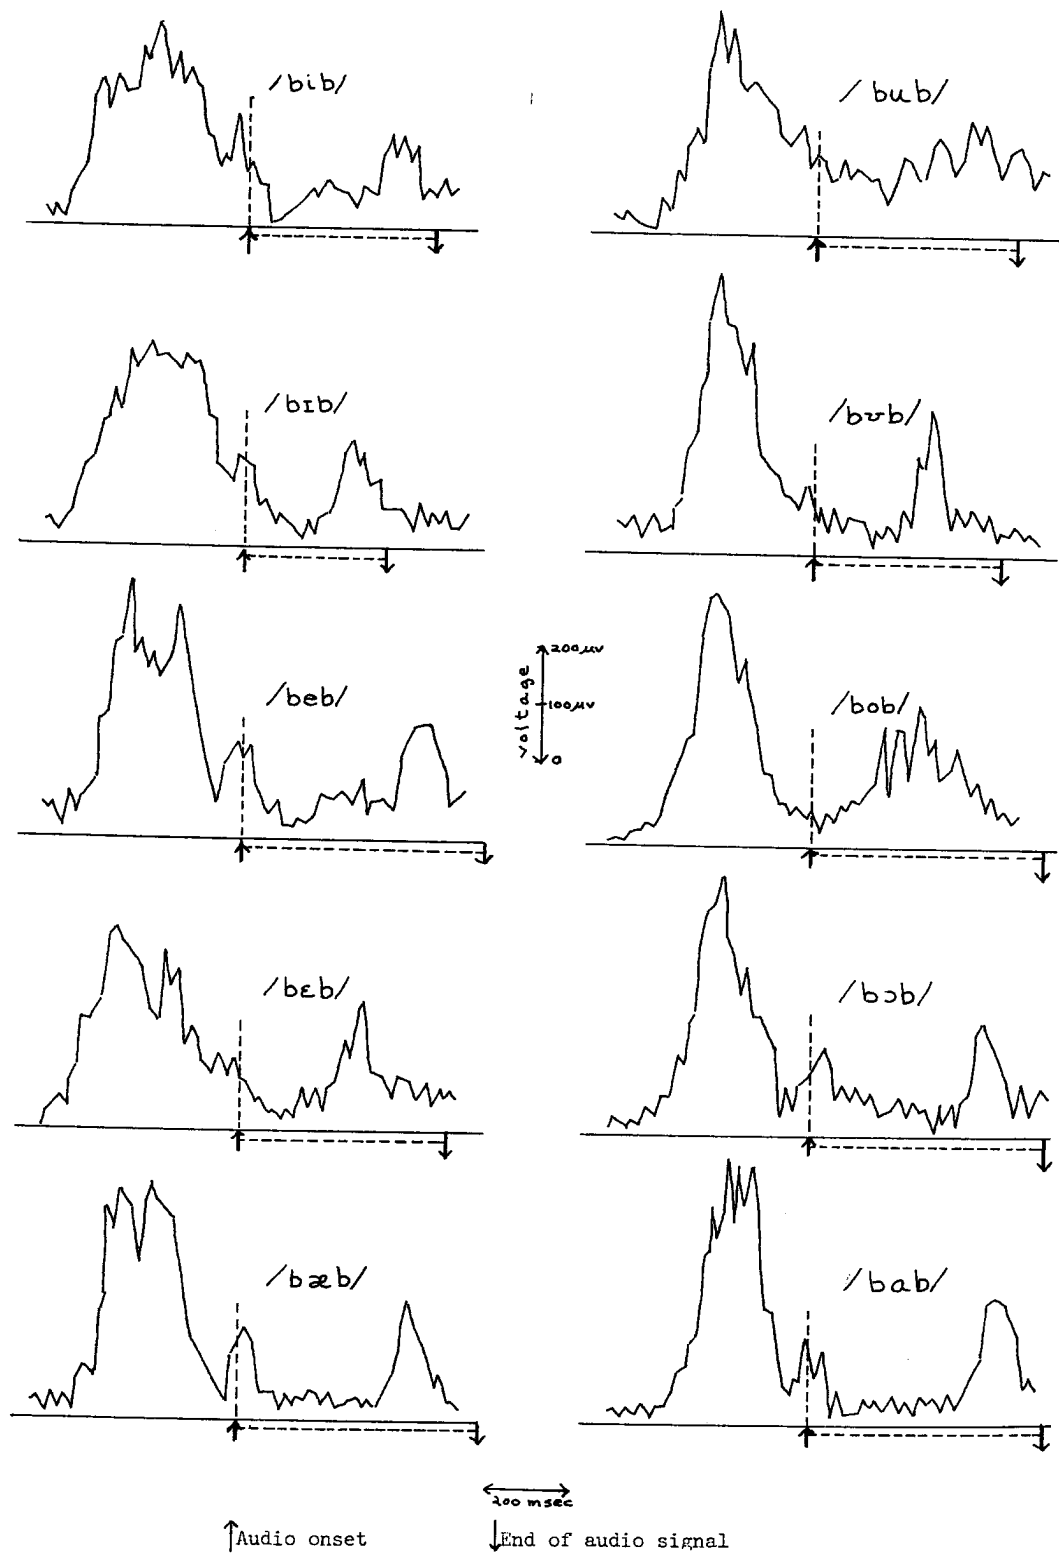 /bib/
/bub/
/bɪb/
/bʊb/
/beb/
200μv
100μv
0
voltage
/bob/
/bɛb/
/bɔb/
/bæb/
/bab/
200 msec
↑Audio onset
↓End of audio signal